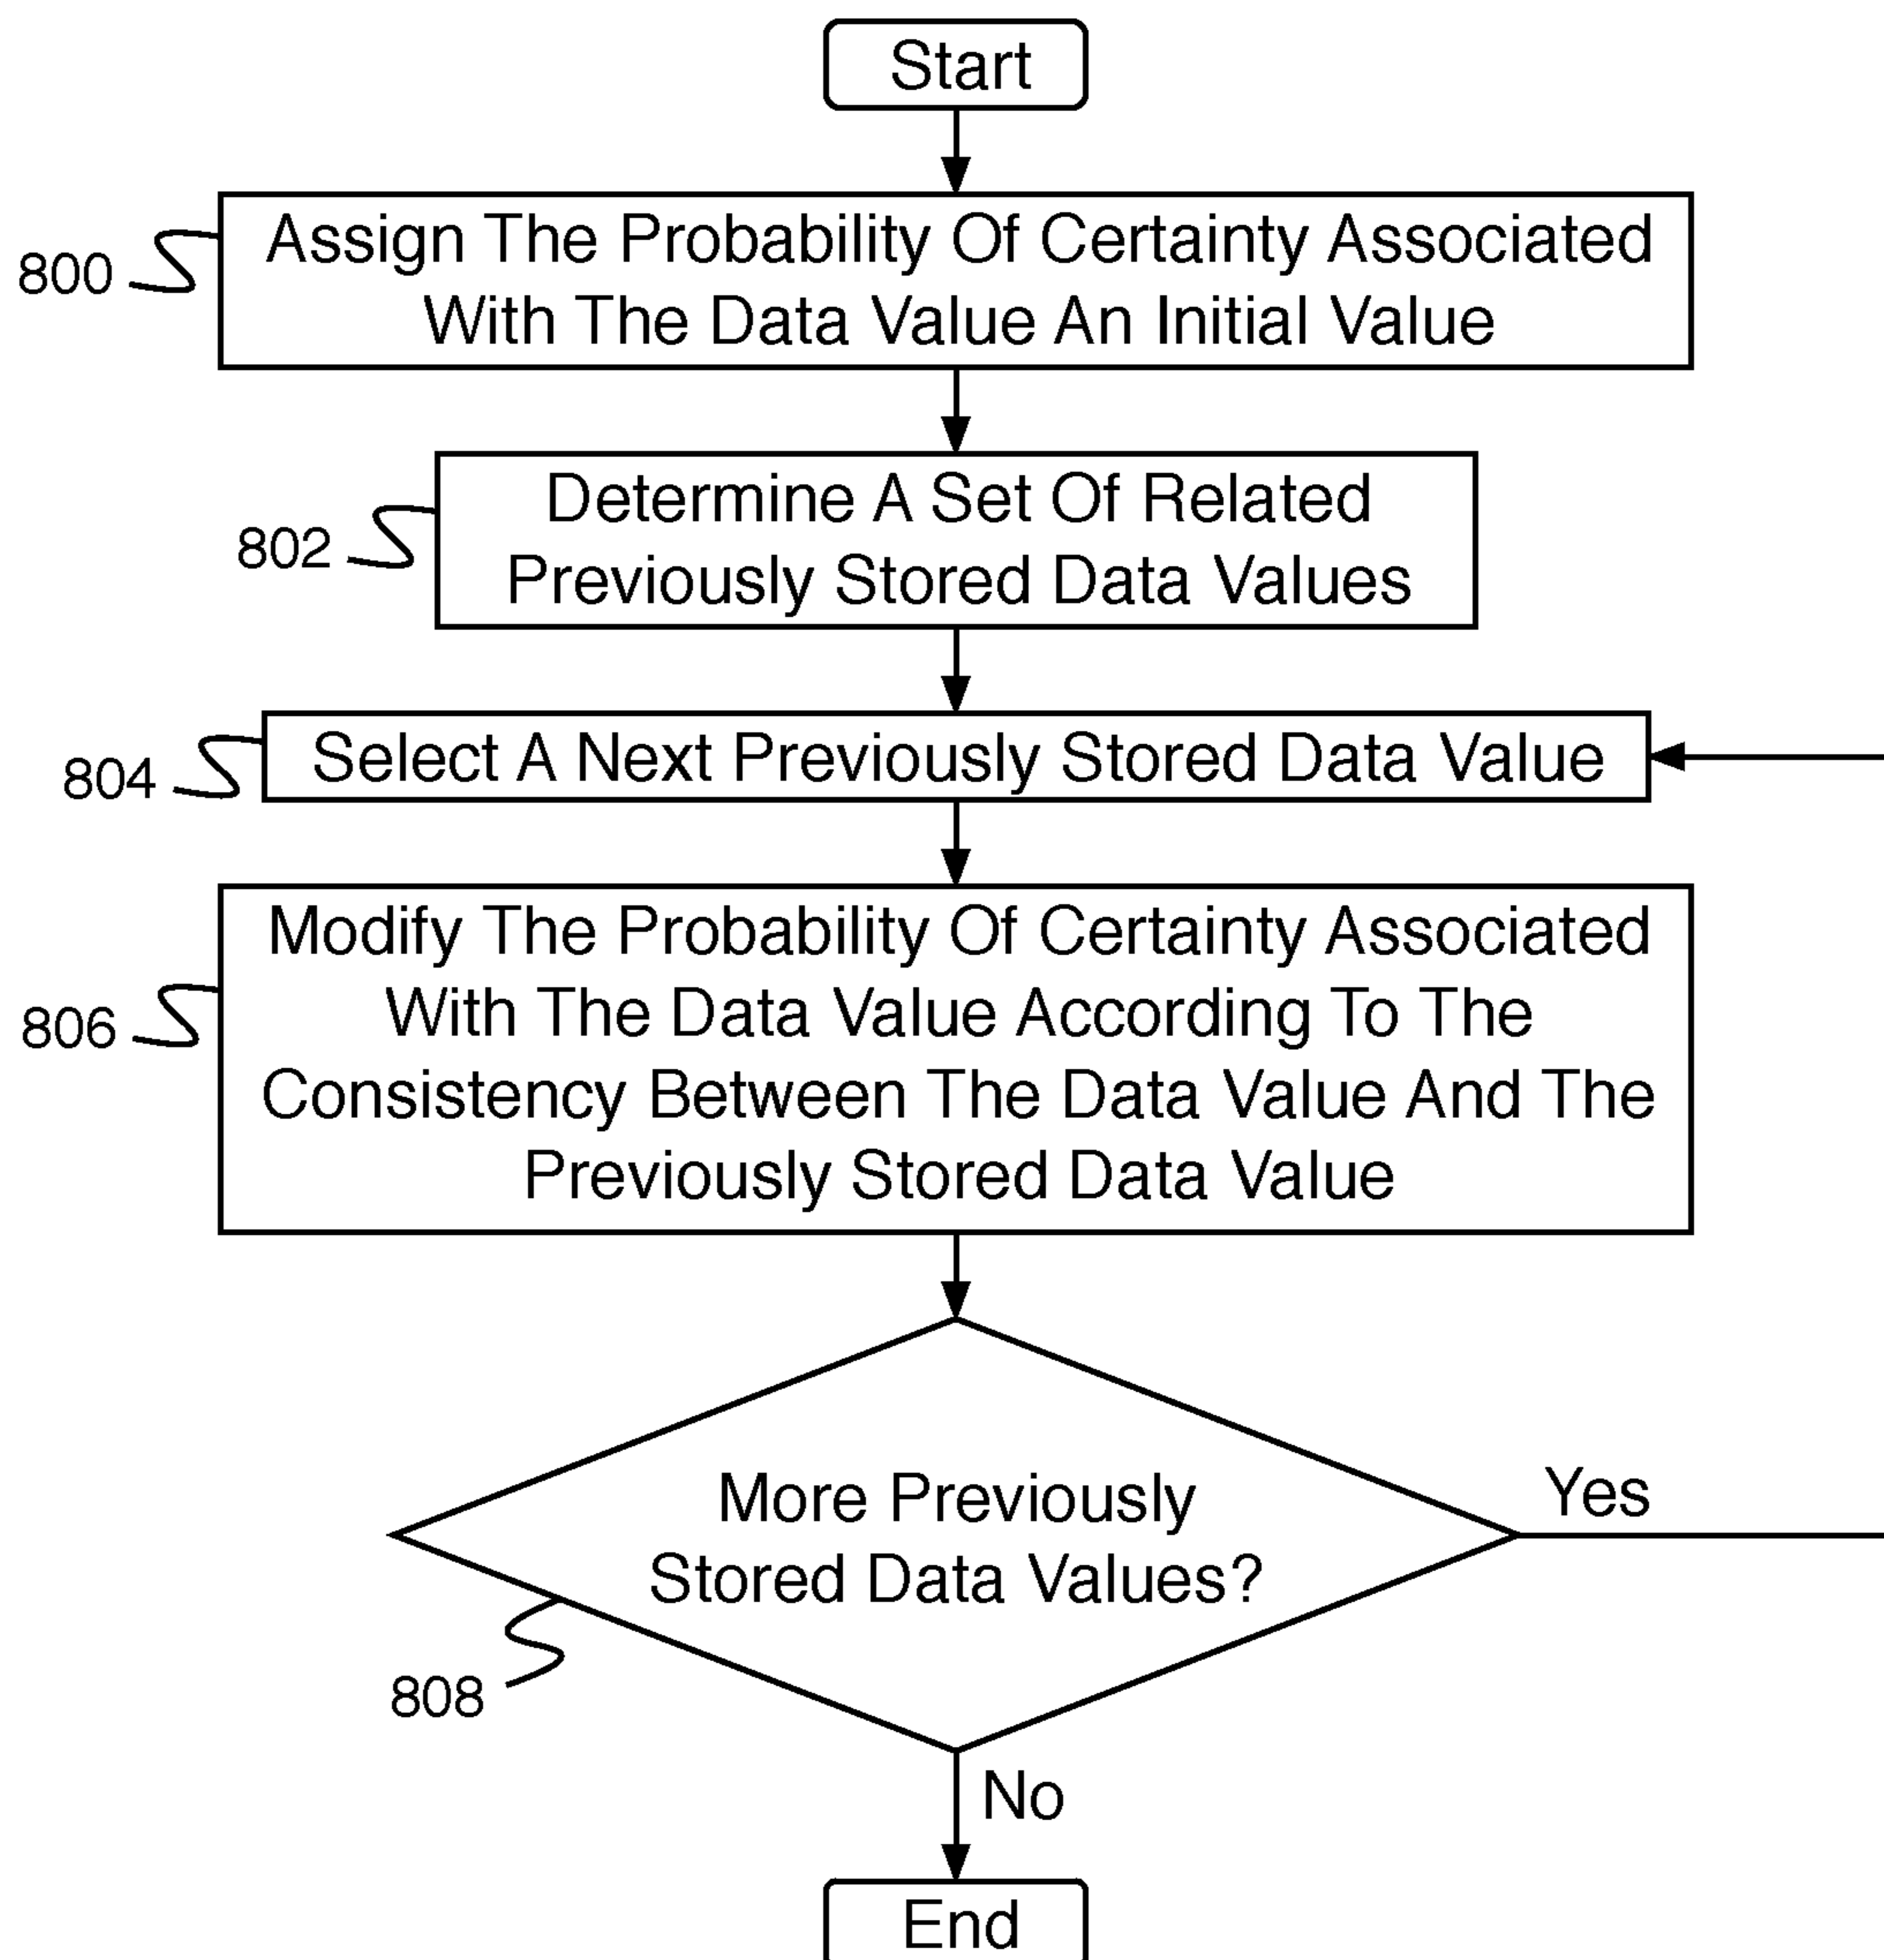 Start
800
Assign The Probability Of Certainty Associated
With The Data Value An Initial Value
802
Determine A Set Of Related
Previously Stored Data Values
804
Select A Next Previously Stored Data Value
806
Modify The Probability Of Certainty Associated
With The Data Value According To The
Consistency Between The Data Value And The
Previously Stored Data Value
More Previously
Stored Data Values?
Yes
808
No
End